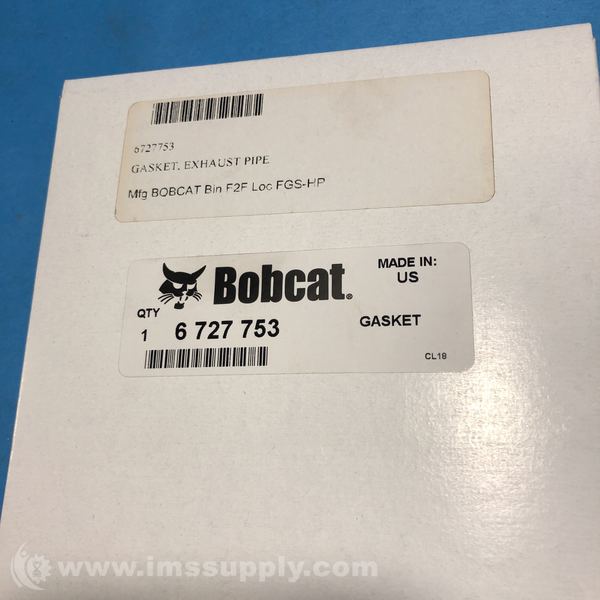 6727753
GASKET, EXHAUST PIPE
Mfg BOBCAT Bin F2F Loc FGS-HP
Bobcat®
MADE IN:
US
QTY
1 6 727 753
GASKET
CL18
www.imssupply.com